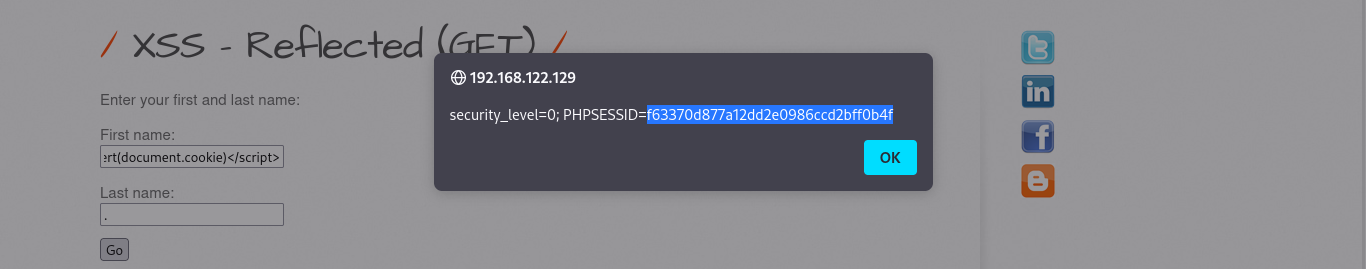 / XSS - Reflected (GET) /
192.168.122.129
security_level=0; PHPSESSID=f63370d877a12dd2e0986ccd2bff0b4f
OK
Enter your first and last name:
First name:
ert(document.cookie)</script>
Last name:
.
Go